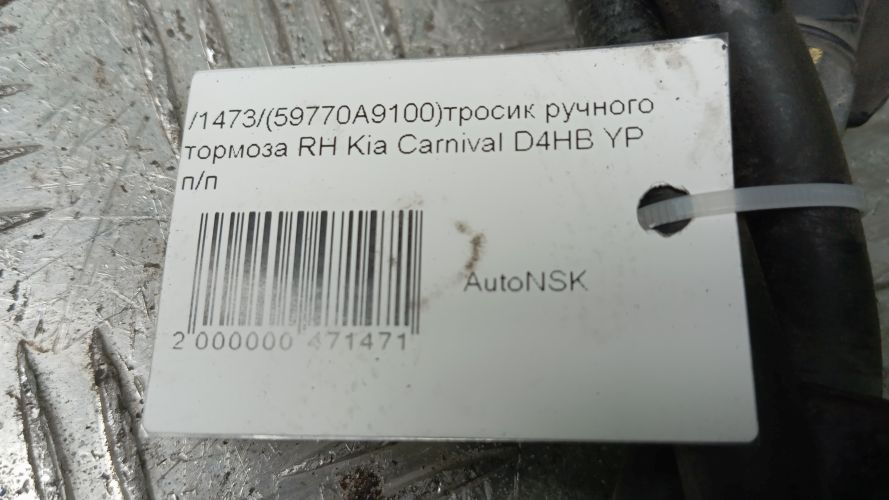 /1473/(59770A9100)тросик ручного
тормоза RH Kia Carnival D4HB YP
п/п
AutoNSK
2 000000 471471